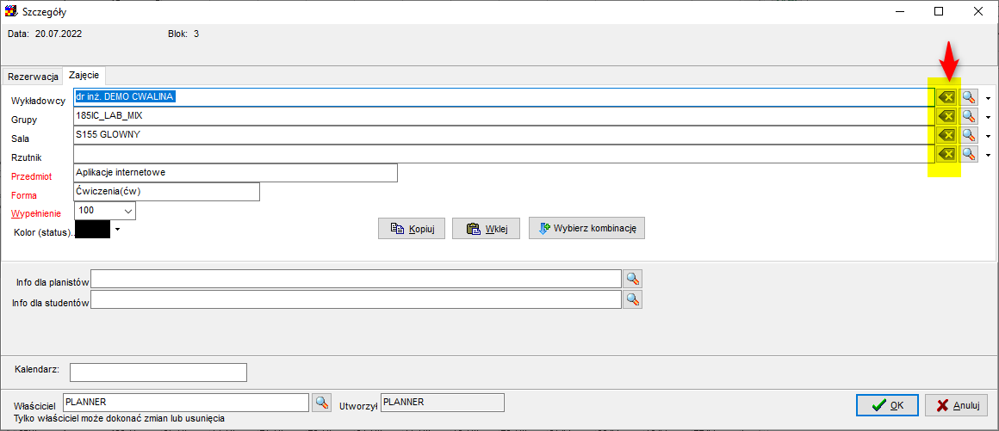 Szczegóły
Data: 20.07.2022 Blok: 3
Rezerwacja Zajęcie
Wykładowcy dr inż. DEMO CWALINA
Grupy 185IC_LAB_MIX
Sala S155 GLOWNY
Rzutnik
Przedmiot Aplikacje internetowe
Forma Ćwiczenia(ćw)
Wypełnienie 100
Kolor (status).. Kopiuj Wklej Wybierz kombinację
Info dla planistów
Info dla studentów
Kalendarz:
Właściciel PLANNER Utworzył PLANNER OK Anuluj
Tylko właściciel może dokonać zmian lub usunięcia